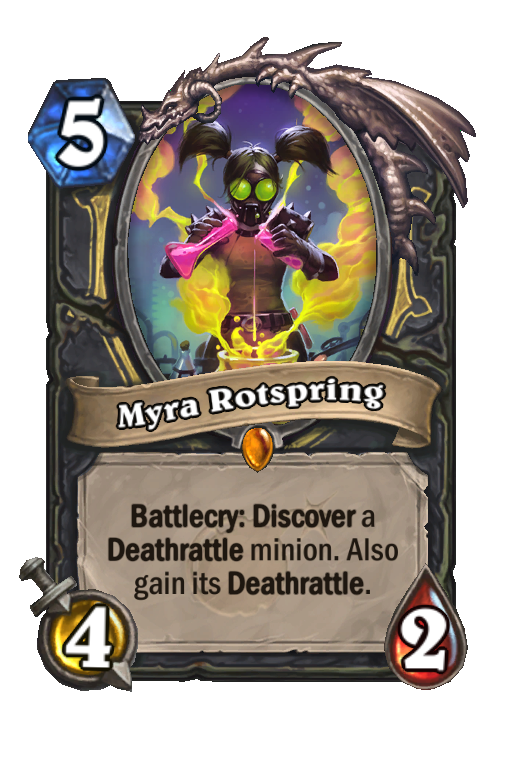 5
Myra Rotspring
Battlecry: Discover a
Deathrattle minion. Also
gain its Deathrattle.
4
2